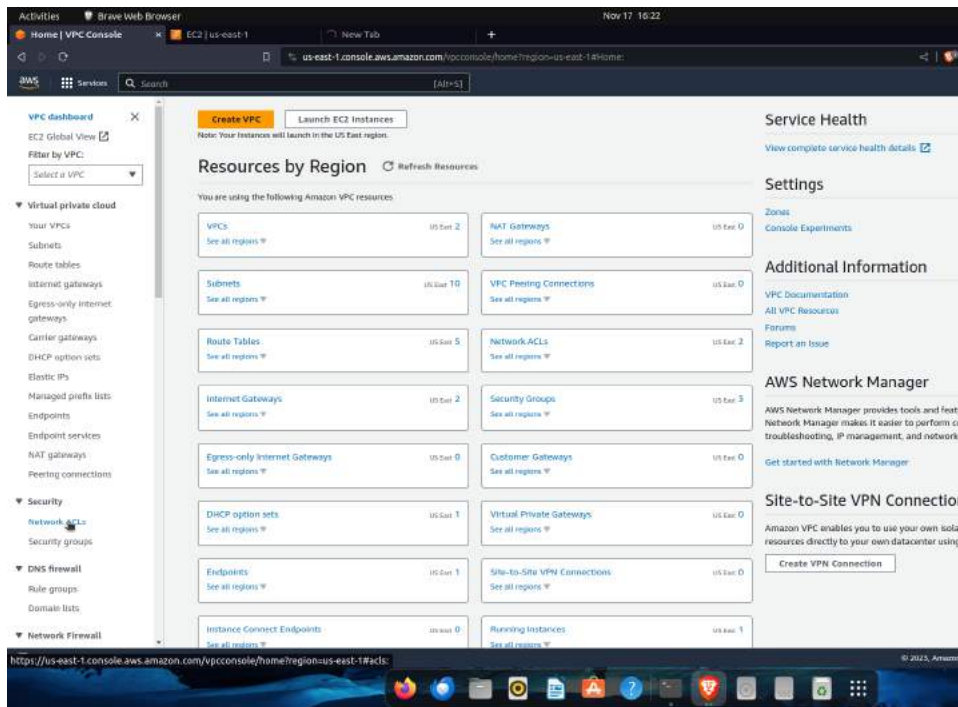 Activities Brave Web Browser Nov 17 16:22
Home | VPC Console EC2 | us-east-1 New Tab
us-east-1.console.aws.amazon.com/vpcconsole/home?region=us-east-1#Home:
aws Services Search [Alt+S]
VPC dashboard
EC2 Global View
Filter by VPC:
Select a VPC
Virtual private cloud
Your VPCs
Subnets
Route tables
Internet gateways
Egress-only internet
gateways
Carrier gateways
DHCP option sets
Elastic IPs
Managed prefix lists
Endpoints
Endpoint services
NAT gateways
Peering connections
Security
Network ACLs
Security groups
DNS firewall
Rule groups
Domain lists
Network Firewall
Create VPC Launch EC2 Instances
Note: Your Instances will launch in the US East region.
Resources by Region Refresh Resources
You are using the following Amazon VPC resources
VPCs US East 2
See all regions
NAT Gateways US East 0
See all regions
Subnets US East 10
See all regions
VPC Peering Connections US East 0
See all regions
Route Tables US East 5
See all regions
Network ACLs US East 2
See all regions
Internet Gateways US East 2
See all regions
Security Groups US East 3
See all regions
Egress-only Internet Gateways US East 0
See all regions
Customer Gateways US East 0
See all regions
DHCP option sets US East 1
See all regions
Virtual Private Gateways US East 0
See all regions
Endpoints US East 1
See all regions
Site-to-Site VPN Connections US East 0
See all regions
Instance Connect Endpoints US East 0
See all regions
Running Instances US East 1
See all regions
Service Health
View complete service health details
Settings
Zones
Console Experiments
Additional Information
VPC Documentation
All VPC Resources
Forums
Report an Issue
AWS Network Manager
AWS Network Manager provides tools and feat
Network Manager makes it easier to perform c
troubleshooting, IP management, and network
Get started with Network Manager
Site-to-Site VPN Connection
Amazon VPC enables you to use your own isola
resources directly to your own datacenter using
Create VPN Connection
https://us-east-1.console.aws.amazon.com/vpcconsole/home?region=us-east-1#acls:
© 2023, Amazon